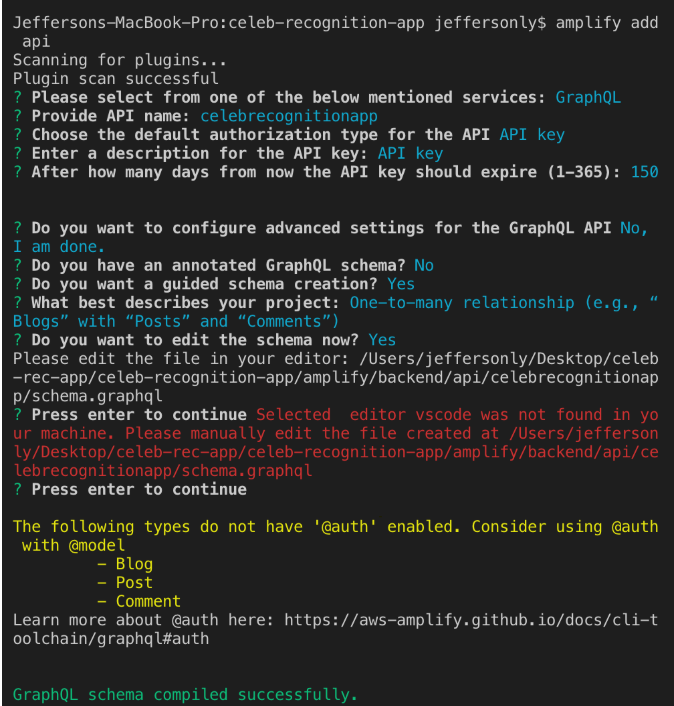 Jeffersons-MacBook-Pro:celeb-recognition-app jeffersonly$ amplify add
 api
Scanning for plugins...
Plugin scan successful
? Please select from one of the below mentioned services: GraphQL
? Provide API name: celebrecognitionapp
? Choose the default authorization type for the API API key
? Enter a description for the API key: API key
? After how many days from now the API key should expire (1-365): 150
? Do you want to configure advanced settings for the GraphQL API No,
I am done.
? Do you have an annotated GraphQL schema? No
? Do you want a guided schema creation? Yes
? What best describes your project: One-to-many relationship (e.g., “
Blogs” with “Posts” and “Comments”)
? Do you want to edit the schema now? Yes
Please edit the file in your editor: /Users/jeffersonly/Desktop/celeb
-rec-app/celeb-recognition-app/amplify/backend/api/celebrecognitionap
p/schema.graphql
? Press enter to continue Selected  editor vscode was not found in yo
ur machine. Please manually edit the file created at /Users/jefferson
ly/Desktop/celeb-rec-app/celeb-recognition-app/amplify/backend/api/ce
lebrecognitionapp/schema.graphql
? Press enter to continue
The following types do not have '@auth' enabled. Consider using @auth
 with @model
         - Blog
         - Post
         - Comment
Learn more about @auth here: https://aws-amplify.github.io/docs/cli-t
oolchain/graphql#auth
GraphQL schema compiled successfully.